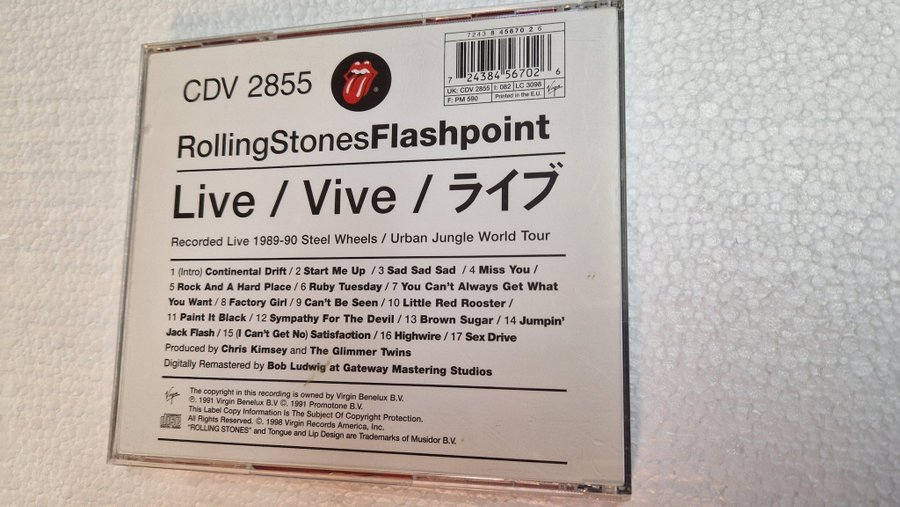 CDV 2855
7243 8 45670 2 6
7 24384 56702 6
UK: CDV 2855 I: 082 LC 3098
F: PM 590 Printed in the E.U.
Virgin
RollingStonesFlashpoint
Live / Vive / ライブ
Recorded Live 1989-90 Steel Wheels / Urban Jungle World Tour
1 (Intro) Continental Drift / 2 Start Me Up / 3 Sad Sad Sad / 4 Miss You /
5 Rock And A Hard Place / 6 Ruby Tuesday / 7 You Can't Always Get What
You Want / 8 Factory Girl / 9 Can't Be Seen / 10 Little Red Rooster /
11 Paint It Black / 12 Sympathy For The Devil / 13 Brown Sugar / 14 Jumpin'
Jack Flash / 15 (I Can't Get No) Satisfaction / 16 Highwire / 17 Sex Drive
Produced by Chris Kimsey and The Glimmer Twins
Digitally Remastered by Bob Ludwig at Gateway Mastering Studios
Virgin
The copyright in this recording is owned by Virgin Benelux B.V.
℗. 1991 Virgin Benelux B.V ©. 1991 Promotone B.V.
This Label Copy Information Is The Subject Of Copyright Protection.
All Rights Reserved. ©. 1998 Virgin Records America, Inc.
"ROLLING STONES" and Tongue and Lip Design are Trademarks of Musidor B.V.